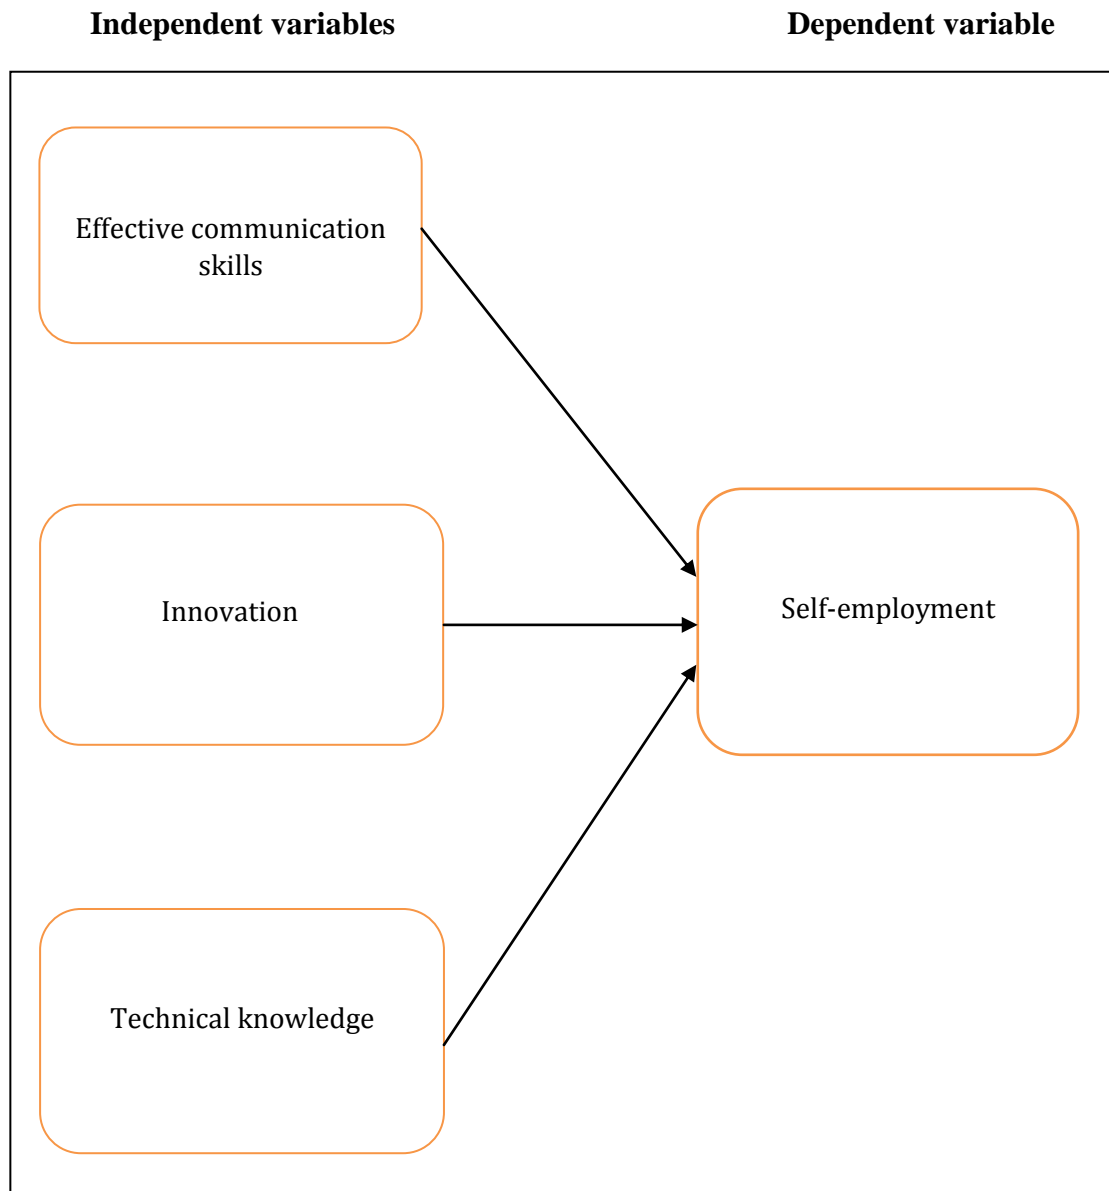 Independent variables
Dependent variable
Effective communication
skills
Innovation
Self-employment
Technical knowledge